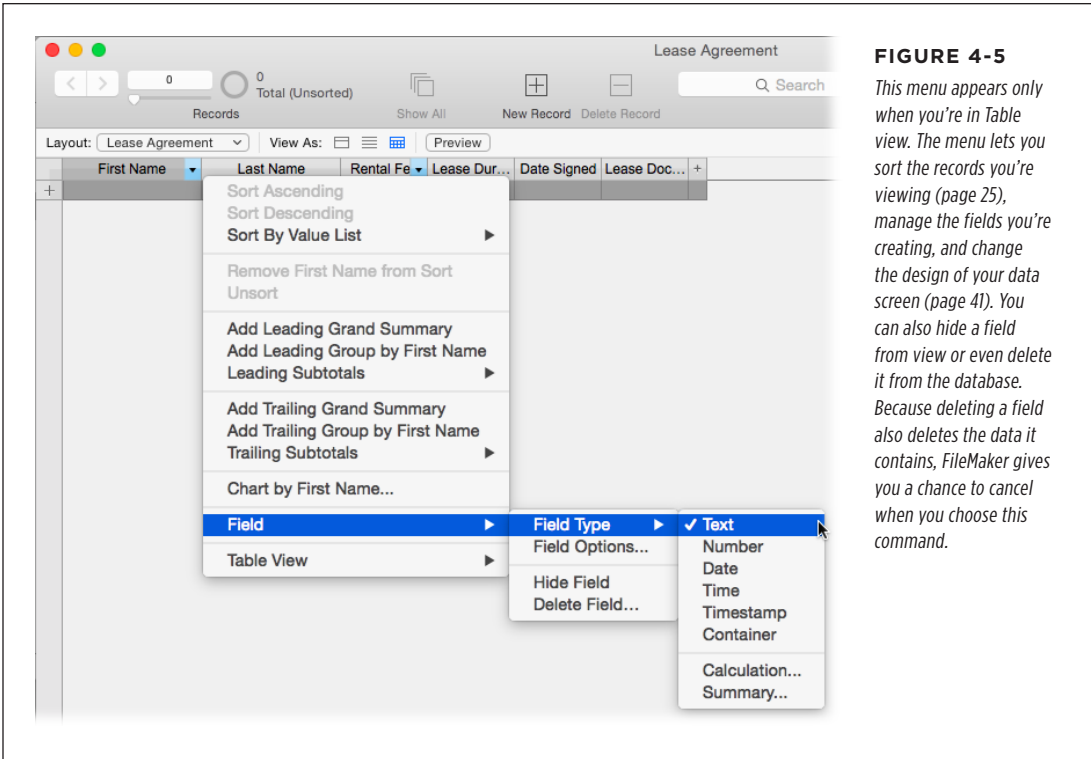 Lease Agreement
0
0
Total (Unsorted)
Records
Show All
New Record
Delete Record
Search
Layout:
Lease Agreement
View As:
Preview
First Name
Last Name
Rental Fe
Lease Dur...
Date Signed
Lease Doc...
+
+
Sort Ascending
Sort Descending
Sort By Value List
Remove First Name from Sort
Unsort
Add Leading Grand Summary
Add Leading Group by First Name
Leading Subtotals
Add Trailing Grand Summary
Add Trailing Group by First Name
Trailing Subtotals
Chart by First Name...
Field
Table View
Field Type
Field Options...
Hide Field
Delete Field...
✓ Text
Number
Date
Time
Timestamp
Container
Calculation...
Summary...
FIGURE 4-5
This menu appears only
when you’re in Table
view. The menu lets you
sort the records you’re
viewing (page 25),
manage the fields you’re
creating, and change
the design of your data
screen (page 41). You
can also hide a field
from view or even delete
it from the database.
Because deleting a field
also deletes the data it
contains, FileMaker gives
you a chance to cancel
when you choose this
command.